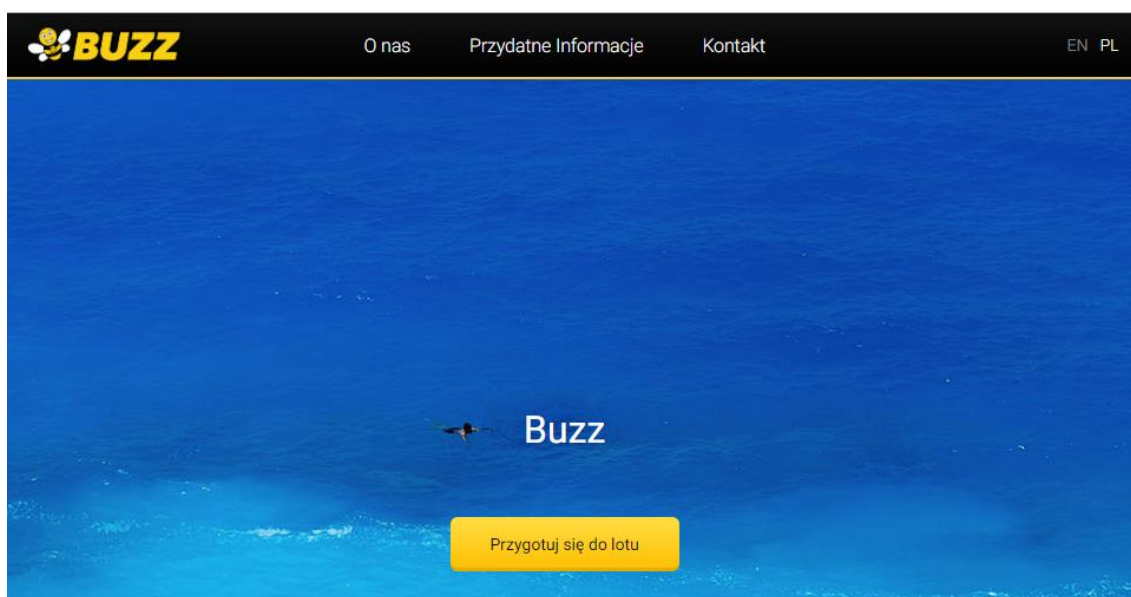 BUZZ
O nas Przydatne Informacje Kontakt EN PL
Buzz
Przygotuj się do lotu